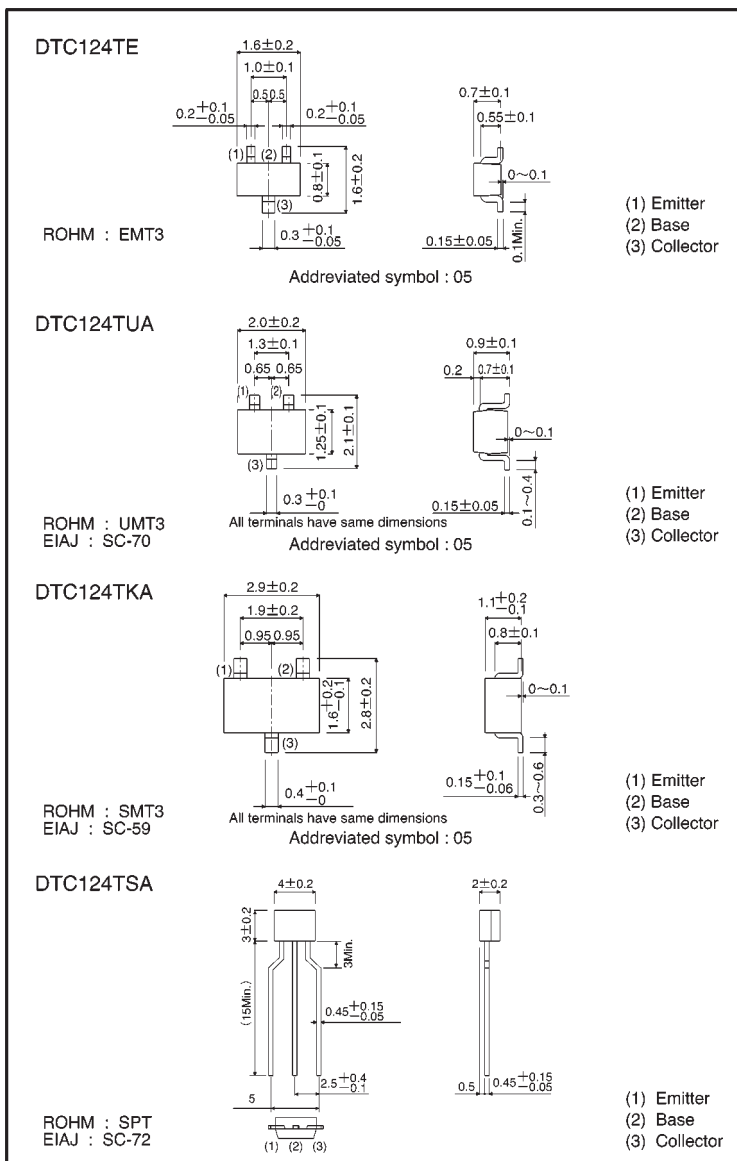 DTC124TE
1.6±0.2
1.0±0.1
0.5 0.5
0.2 +0.1 −0.05
0.2 +0.1 −0.05
(1) (2)
0.8±0.1
1.6±0.2
(3)
0.3 +0.1 −0.05
0.7±0.1
0.55±0.1
0~0.1
0.15±0.05
0.1Min.
ROHM : EMT3
Addreviated symbol : 05
(1) Emitter
(2) Base
(3) Collector
DTC124TUA
2.0±0.2
1.3±0.1
0.65 0.65
(1) (2)
1.25±0.1
2.1±0.1
(3)
0.3 +0.1 −0
0.9±0.1
0.2 0.7±0.1
0~0.1
0.15±0.05
0.1~0.4
ROHM : UMT3
EIAJ : SC-70
All terminals have same dimensions
Addreviated symbol : 05
(1) Emitter
(2) Base
(3) Collector
DTC124TKA
2.9±0.2
1.9±0.2
0.95 0.95
(1) (2)
1.6 +0.2 −0.1
2.8±0.2
(3)
0.4 +0.1 −0
1.1 +0.2 −0.1
0.8±0.1
0~0.1
0.15 +0.1 −0.06
0.3~0.6
ROHM : SMT3
EIAJ : SC-59
All terminals have same dimensions
Addreviated symbol : 05
(1) Emitter
(2) Base
(3) Collector
DTC124TSA
4±0.2
2±0.2
3±0.2
3Min.
(15Min.)
0.45 +0.15 −0.05
2.5 +0.4 −0.1
5
0.5 0.45 +0.15 −0.05
ROHM : SPT
EIAJ : SC-72
(1) (2) (3)
(1) Emitter
(2) Base
(3) Collector